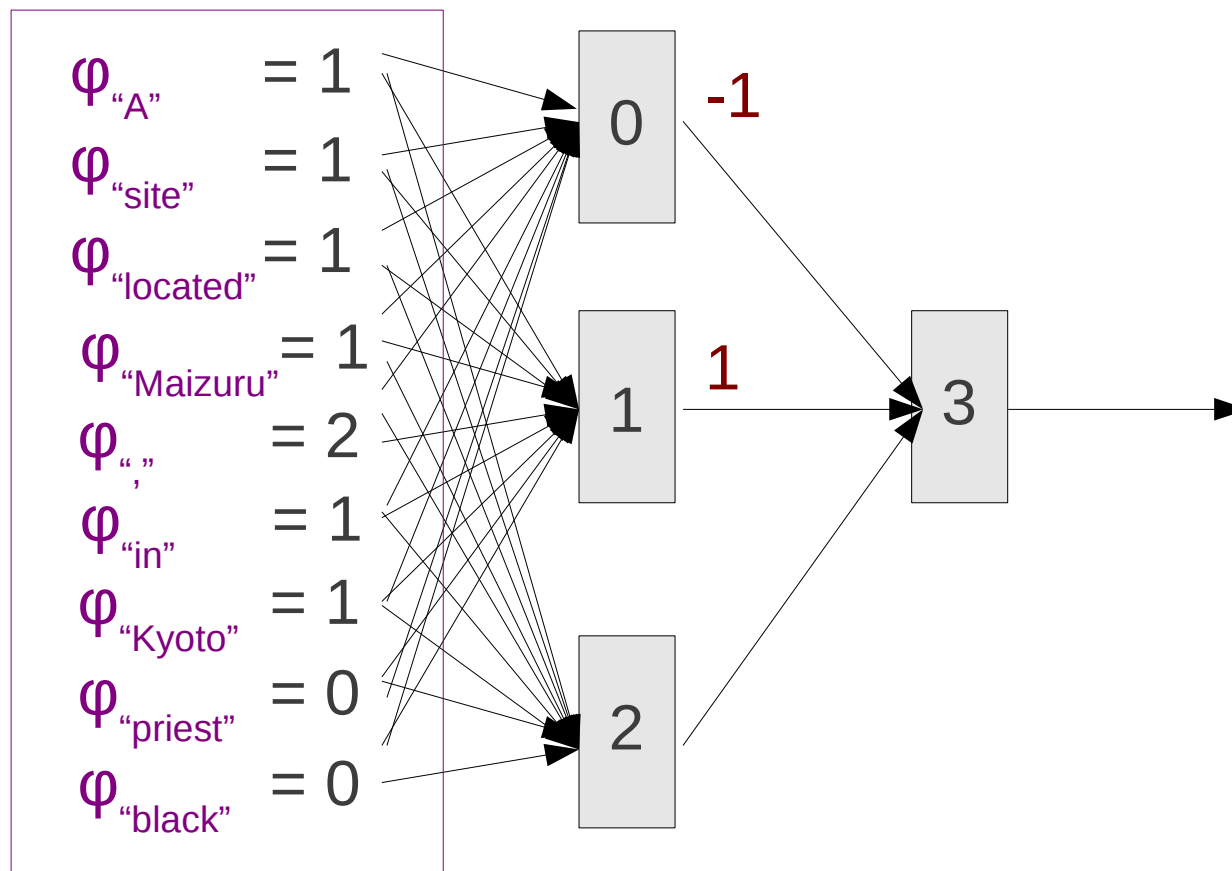 φ“A” = 1
φ“site” = 1
φ“located” = 1
φ“Maizuru” = 1
φ“,” = 2
φ“in” = 1
φ“Kyoto” = 1
φ“priest” = 0
φ“black” = 0
0
-1
1
1
2
3